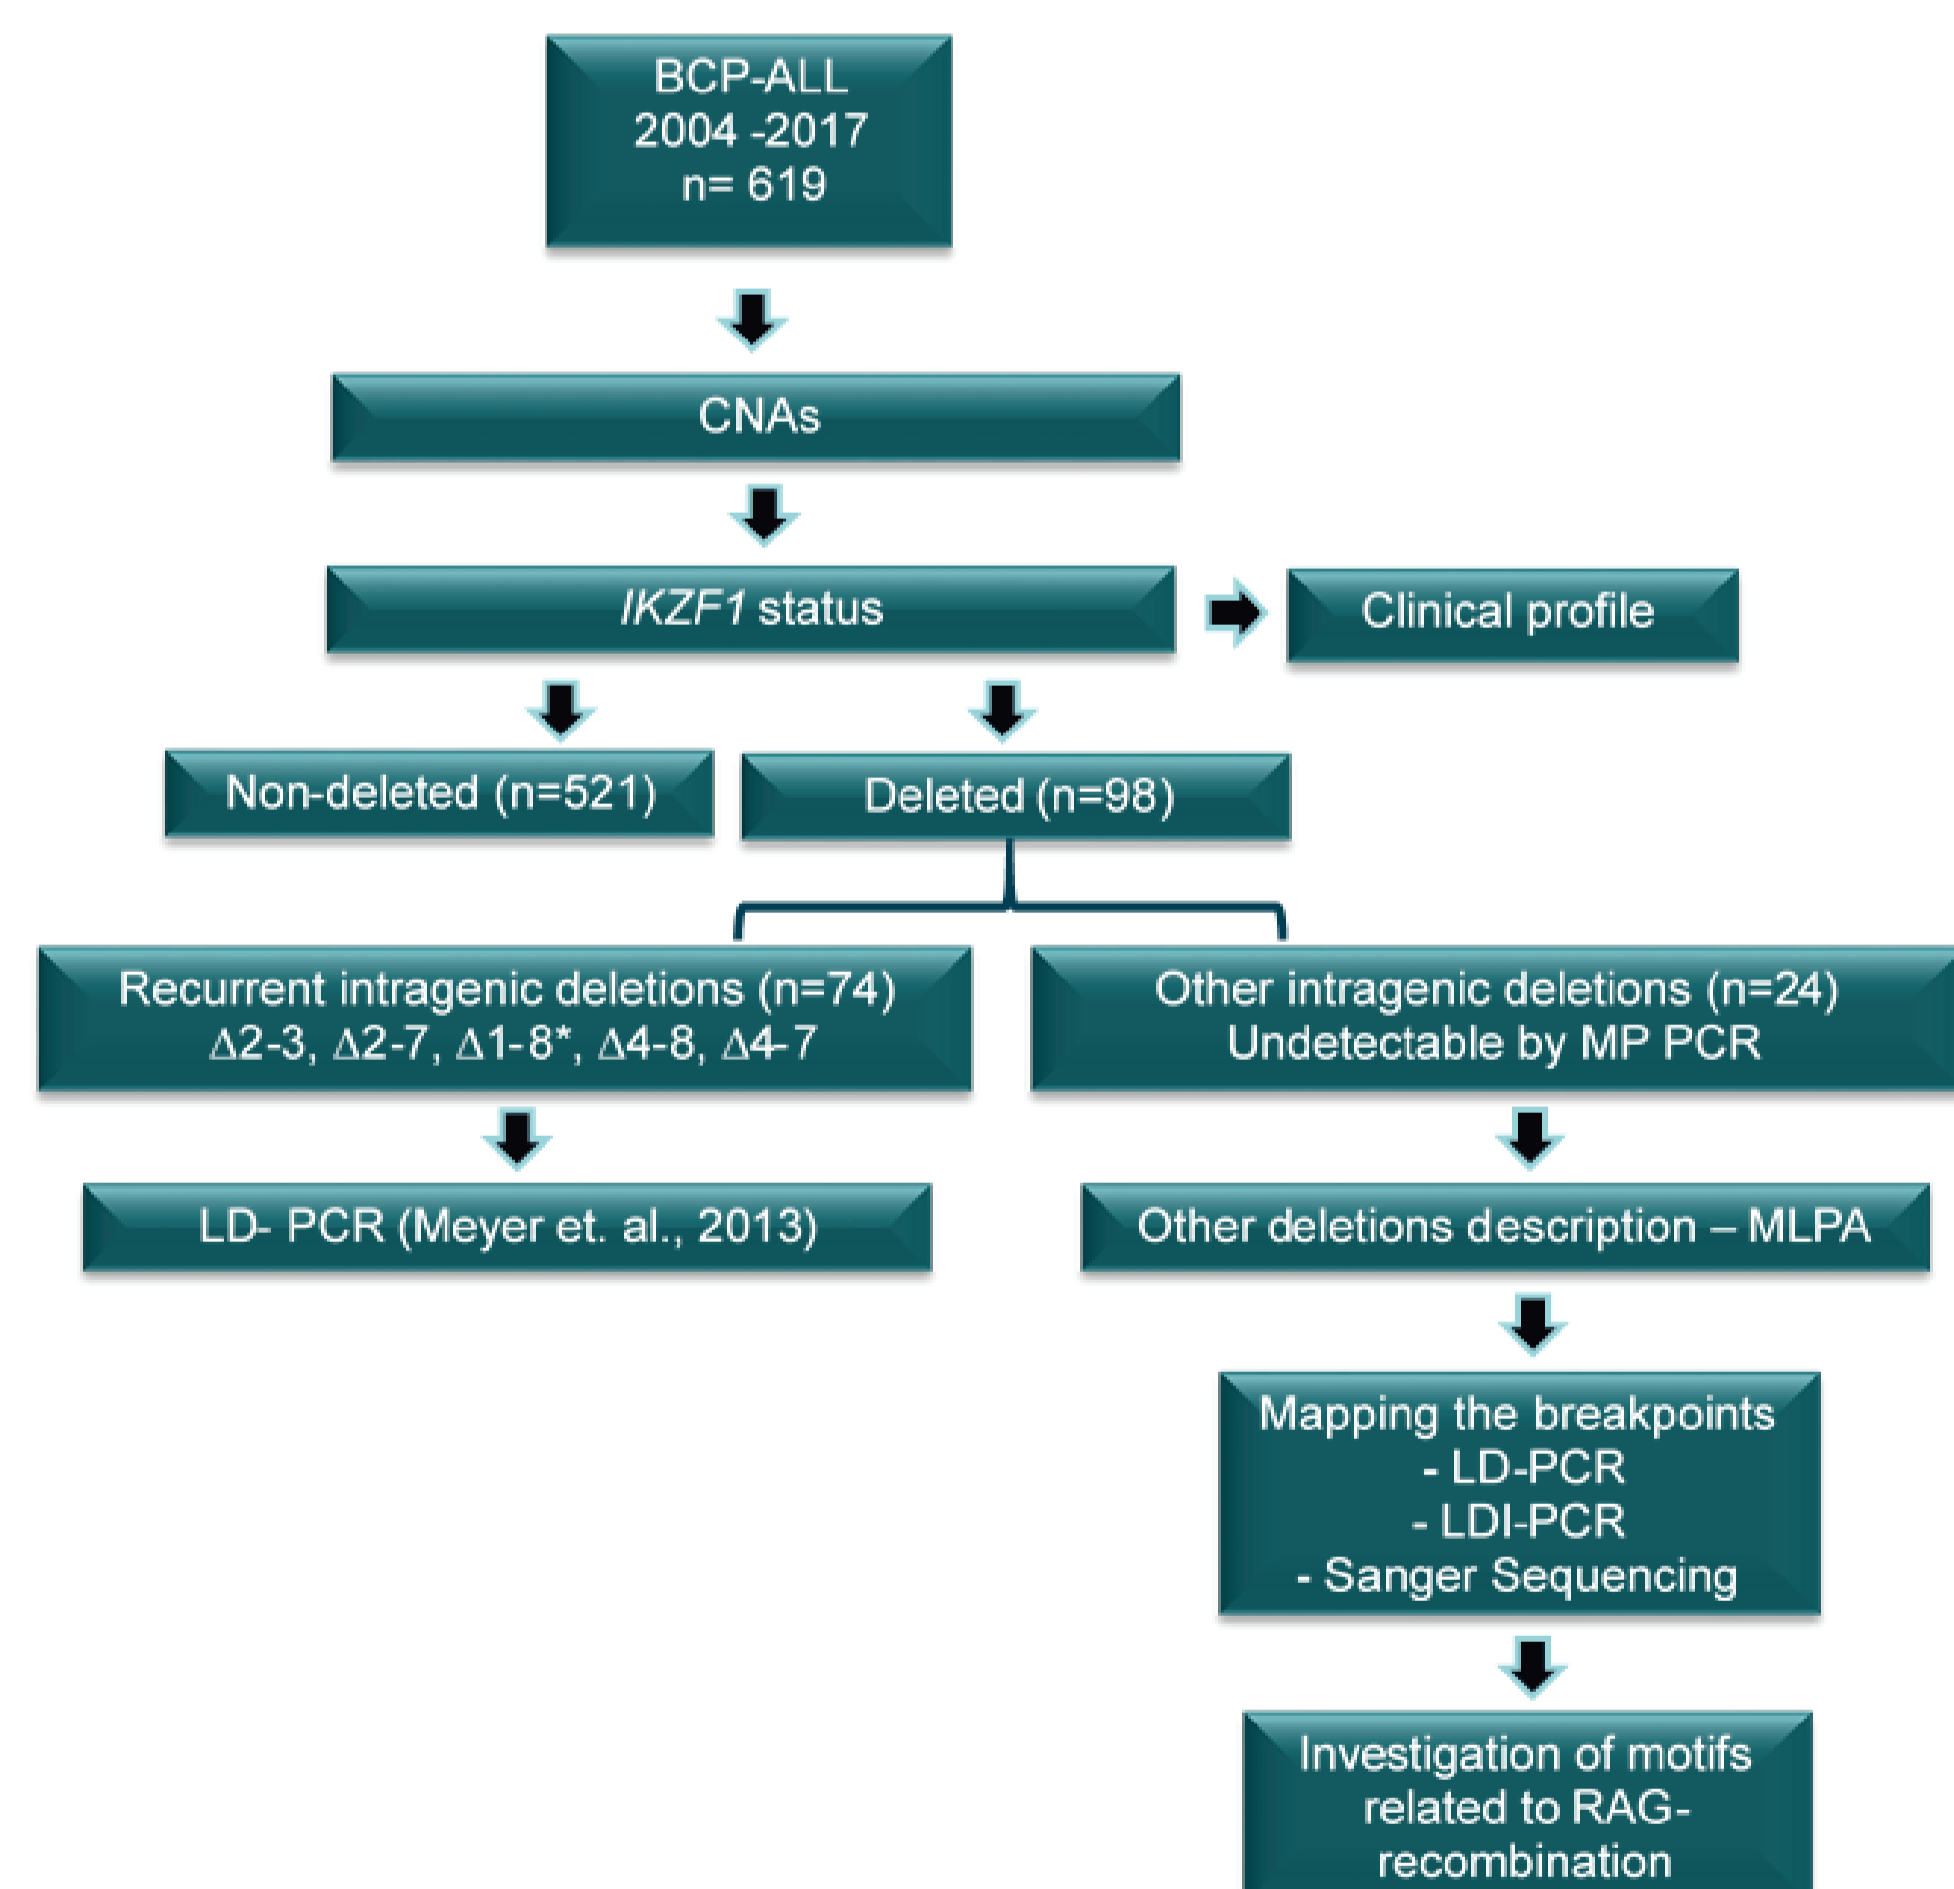 BCP-ALL
2004 -2017
n= 619
CNAs
IKZF1 status
Clinical profile
Non-deleted (n=521)
Deleted (n=98)
Recurrent intragenic deletions (n=74)
Δ2-3, Δ2-7, Δ1-8*, Δ4-8, Δ4-7
Other intragenic deletions (n=24)
Undetectable by MP PCR
LD- PCR (Meyer et. al., 2013)
Other deletions description – MLPA
Mapping the breakpoints
- LD-PCR
- LDI-PCR
- Sanger Sequencing
Investigation of motifs
related to RAG-
recombination